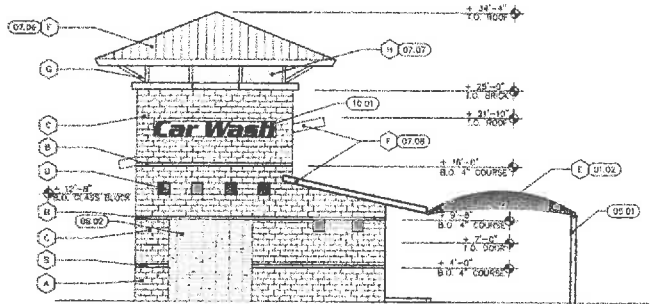 07.06 F
+ 34'-4"
T.O. ROOF
G
H 07.07
+ 25'-0"
T.O. BRICK
10.01
+ 21'-10"
T.O. ROOF
C
Car Wash
F 07.08
B
B.O. 4" COURSE
E 01.02
D
+ 12'-8"
B.O. GLASS BLOCK
B
08.02
+ 9'-8"
B.O. 4" COURSE
05.01
C
+ 7'-0"
T.O. DOOR
B
+ 4'-0"
B.O. 4" COURSE
A